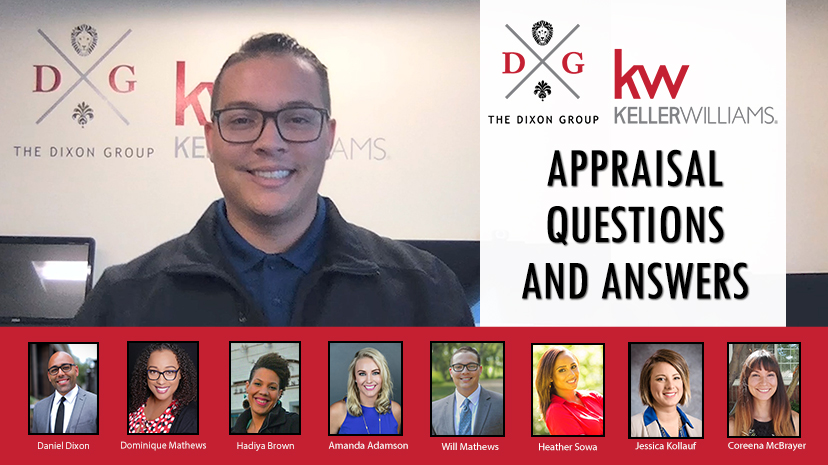 D G
THE DIXON GROUP
kw
KELLERWILLIAMS.
D G
THE DIXON GROUP
kw
KELLERWILLIAMS.
APPRAISAL
QUESTIONS
AND ANSWERS
Daniel Dixon
Dominique Mathews
Hadiya Brown
Amanda Adamson
Will Mathews
Heather Sowa
Jessica Kollauf
Coreena McBrayer